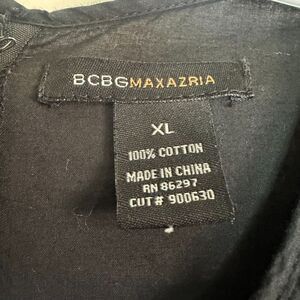 BCBGMAXAZRIA
XL
100% COTTON
MADE IN CHINA
RN 86297
CUT# 900630